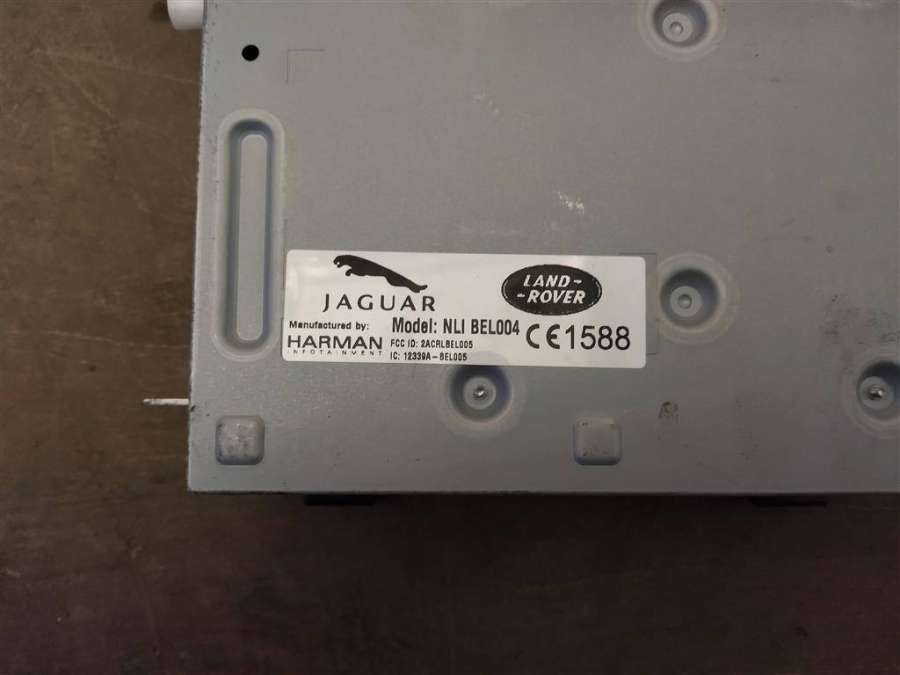 JAGUAR
LAND-
-ROVER
Manufactured by:
HARMAN
INFOTAINMENT
Model: NLI BEL004
FCC ID: 2ACRLBEL005
IC: 12339A-BEL005
CE1588